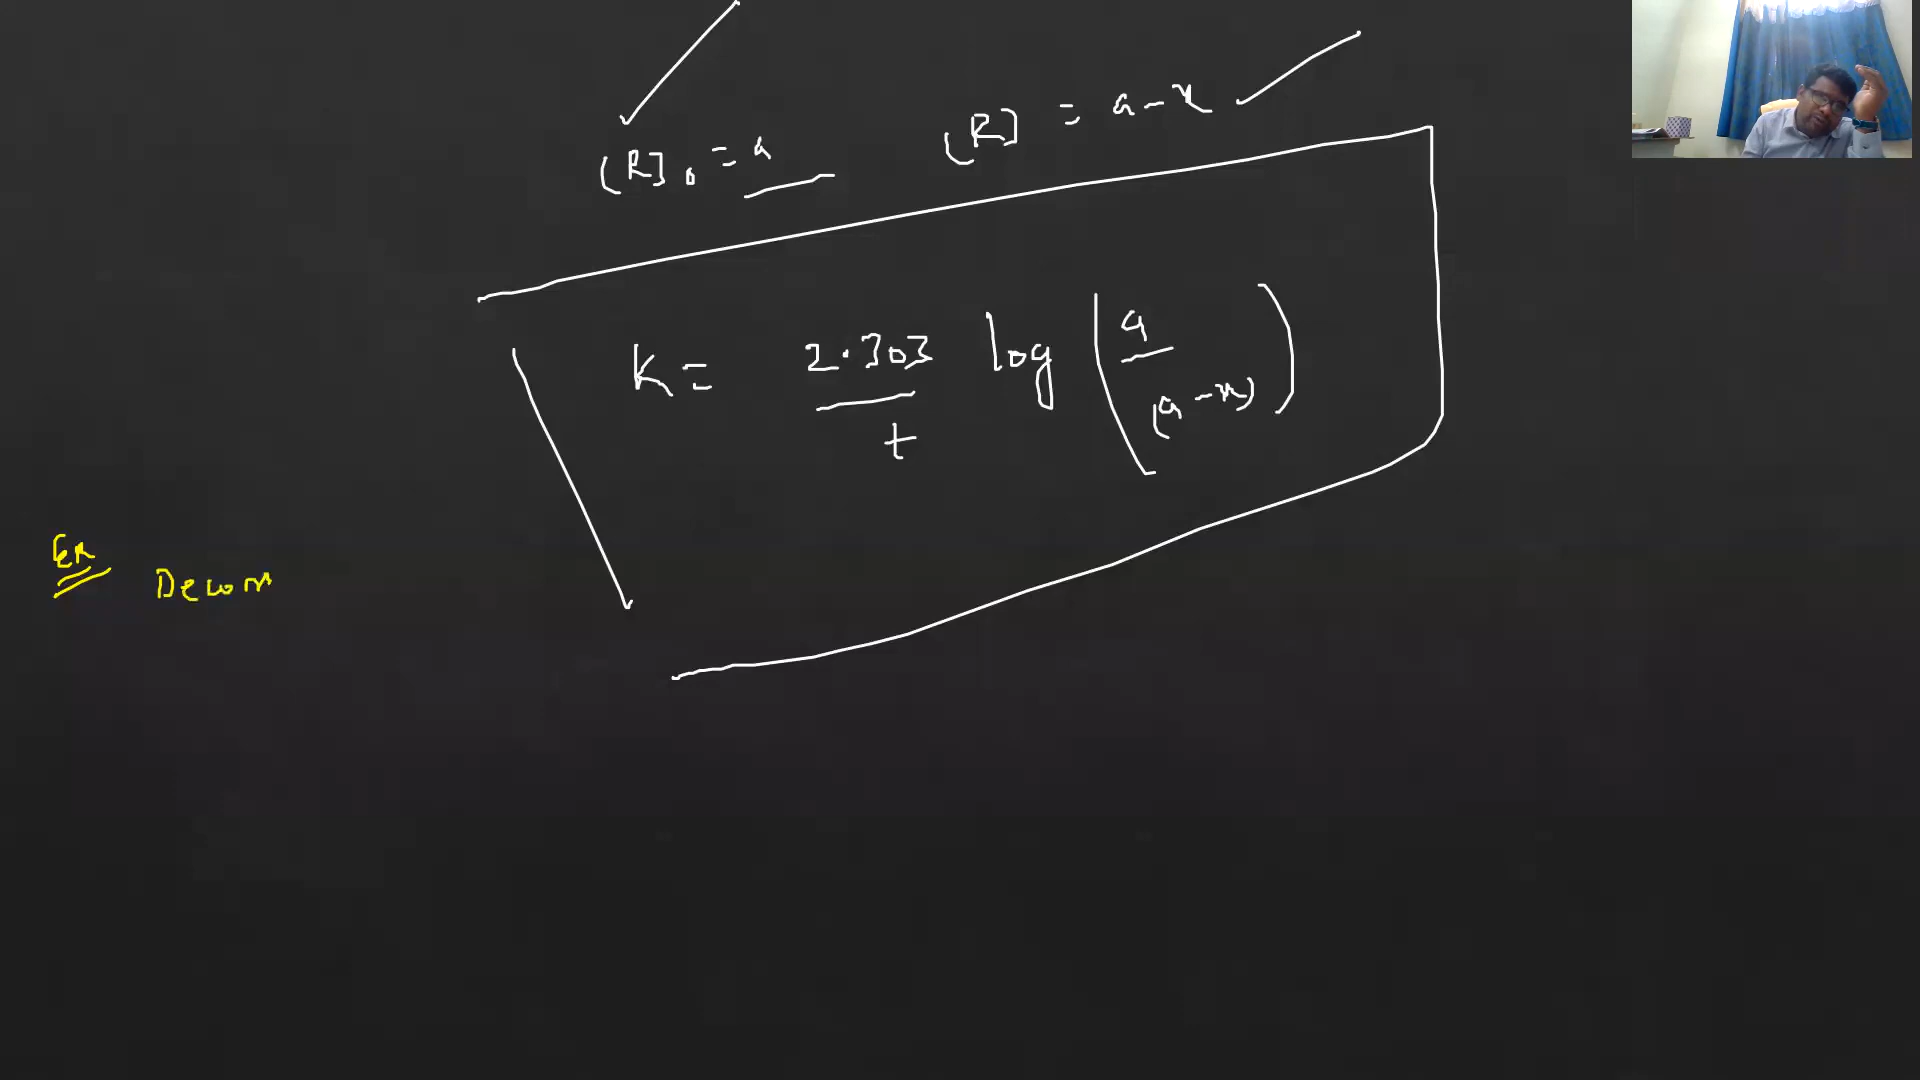 [R]₀ = a [R] = a-x
K = 2.303/t log (a/(a-x))
Ex
Decom